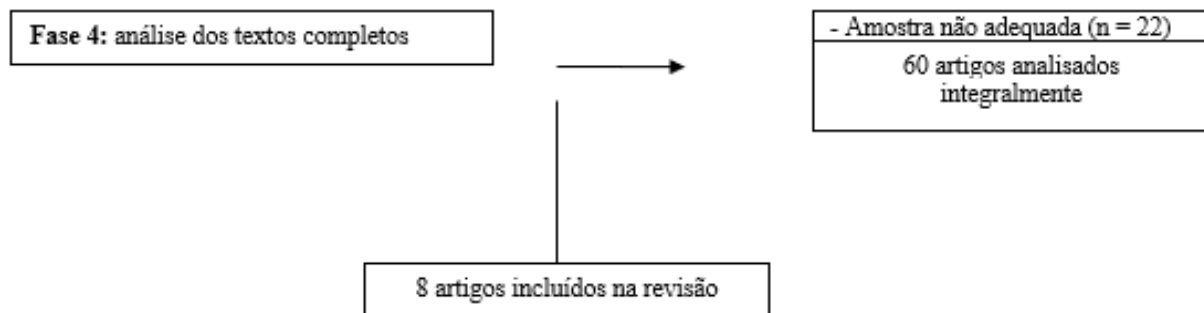 Fase 4: análise dos textos completos
- Amostra não adequada (n = 22)
60 artigos analisados
integralmente
8 artigos incluídos na revisão